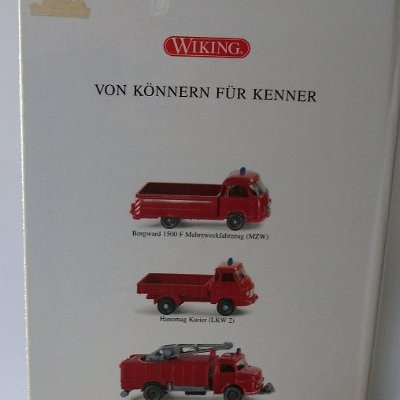 WIKING
VON KÖNNERN FÜR KENNER
Borgward 1500 F Mehrzweckfahrzeug (MZW)
Hanomag Kurier (LKW 2)